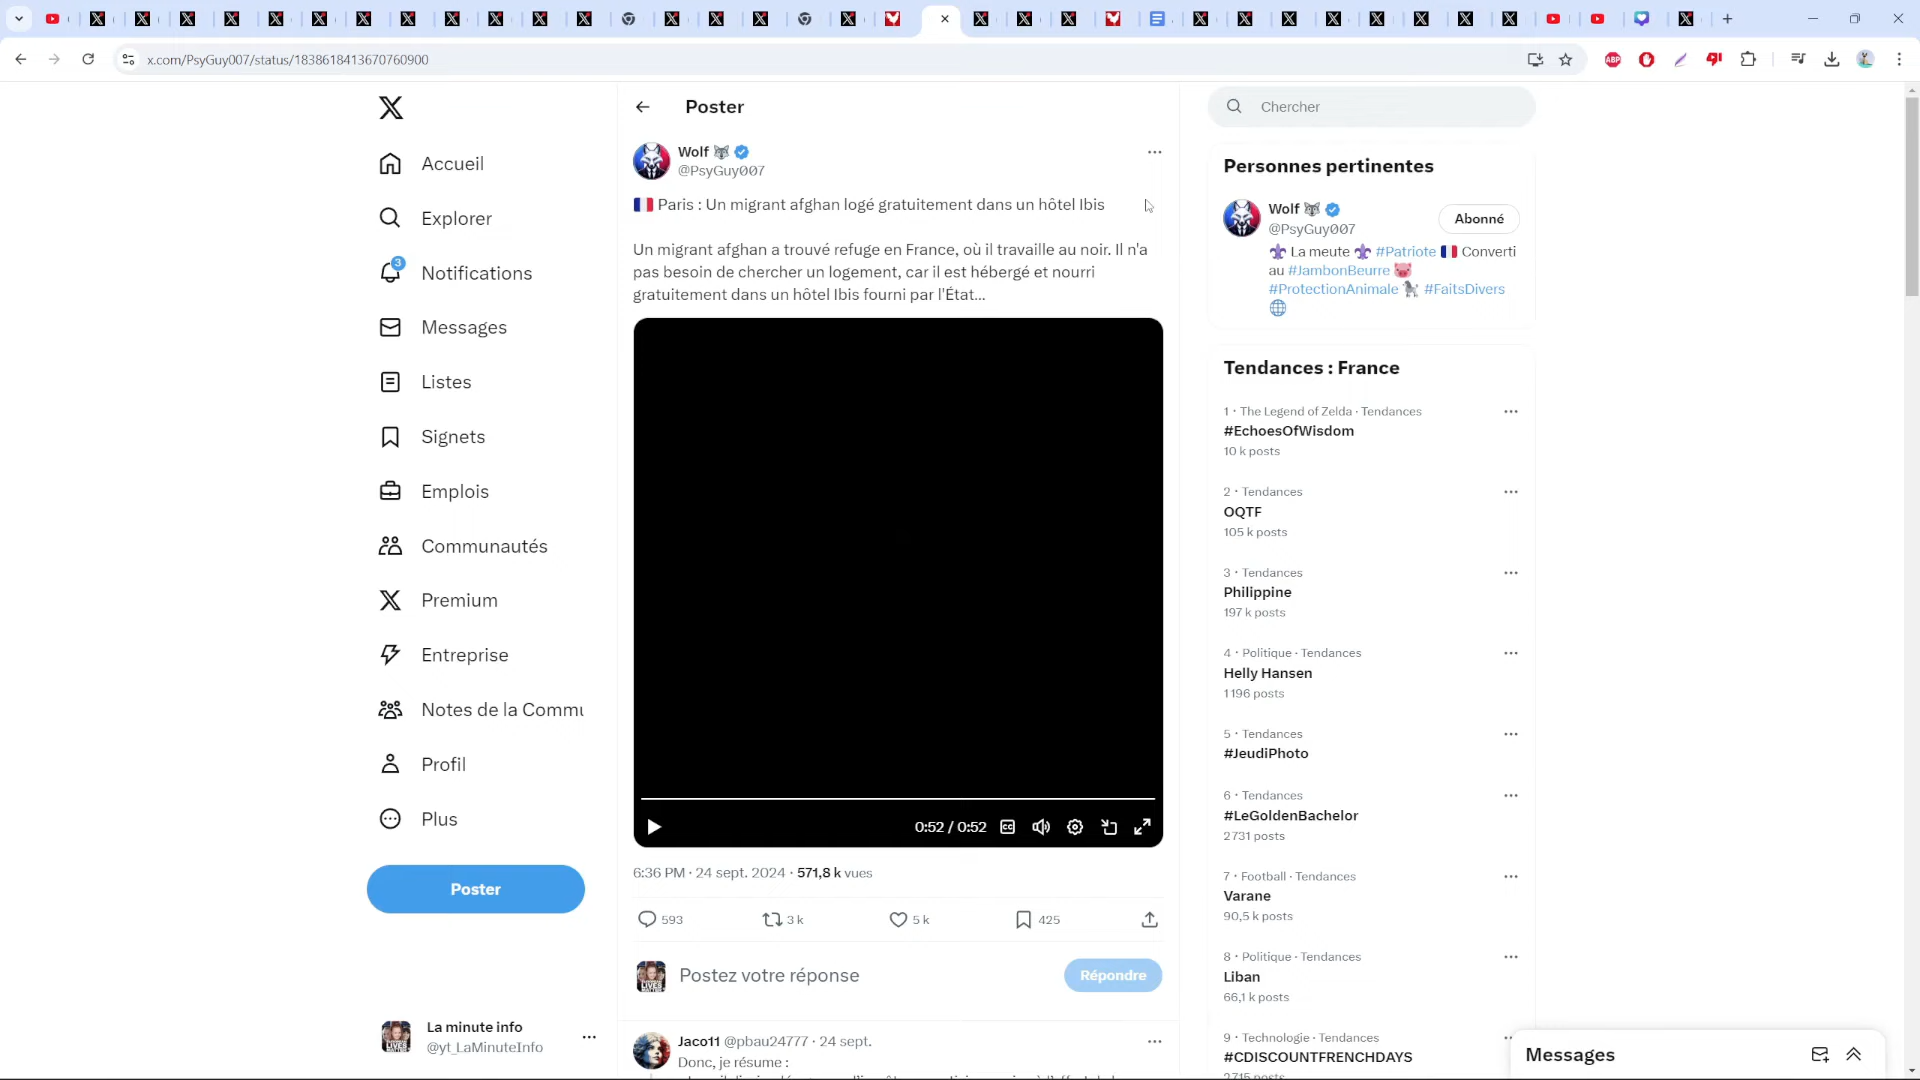 x.com/PsyGuy007/status/1838618413670760900
ABP
Accueil
Explorer
3
Notifications
Messages
Listes
Signets
Emplois
Communautés
Premium
Entreprise
Notes de la Commu
Profil
Plus
Poster
La minute info
@yt_LaMinuteInfo
Poster
Wolf
@PsyGuy007
Paris : Un migrant afghan logé gratuitement dans un hôtel Ibis
Un migrant afghan a trouvé refuge en France, où il travaille au noir. Il n'a
pas besoin de chercher un logement, car il est hébergé et nourri
gratuitement dans un hôtel Ibis fourni par l'État...
0:52 / 0:52
6:36 PM · 24 sept. 2024 · 571,8 k vues
593 3 k 5 k 425
Postez votre réponse
Répondre
Jaco11 @pbau24777 · 24 sept.
Donc, je résume :
Chercher
Personnes pertinentes
Wolf
@PsyGuy007
Abonné
La meute #Patriote Converti
au #JambonBeurre
#ProtectionAnimale #FaitsDivers
Tendances : France
1 · The Legend of Zelda · Tendances
#EchoesOfWisdom
10 k posts
2 · Tendances
OQTF
105 k posts
3 · Tendances
Philippine
197 k posts
4 · Politique · Tendances
Helly Hansen
1 196 posts
5 · Tendances
#JeudiPhoto
6 · Tendances
#LeGoldenBachelor
2 731 posts
7 · Football · Tendances
Varane
90,5 k posts
8 · Politique · Tendances
Liban
66,1 k posts
9 · Technologie · Tendances
#CDISCOUNTFRENCHDAYS
2 715 posts
Messages